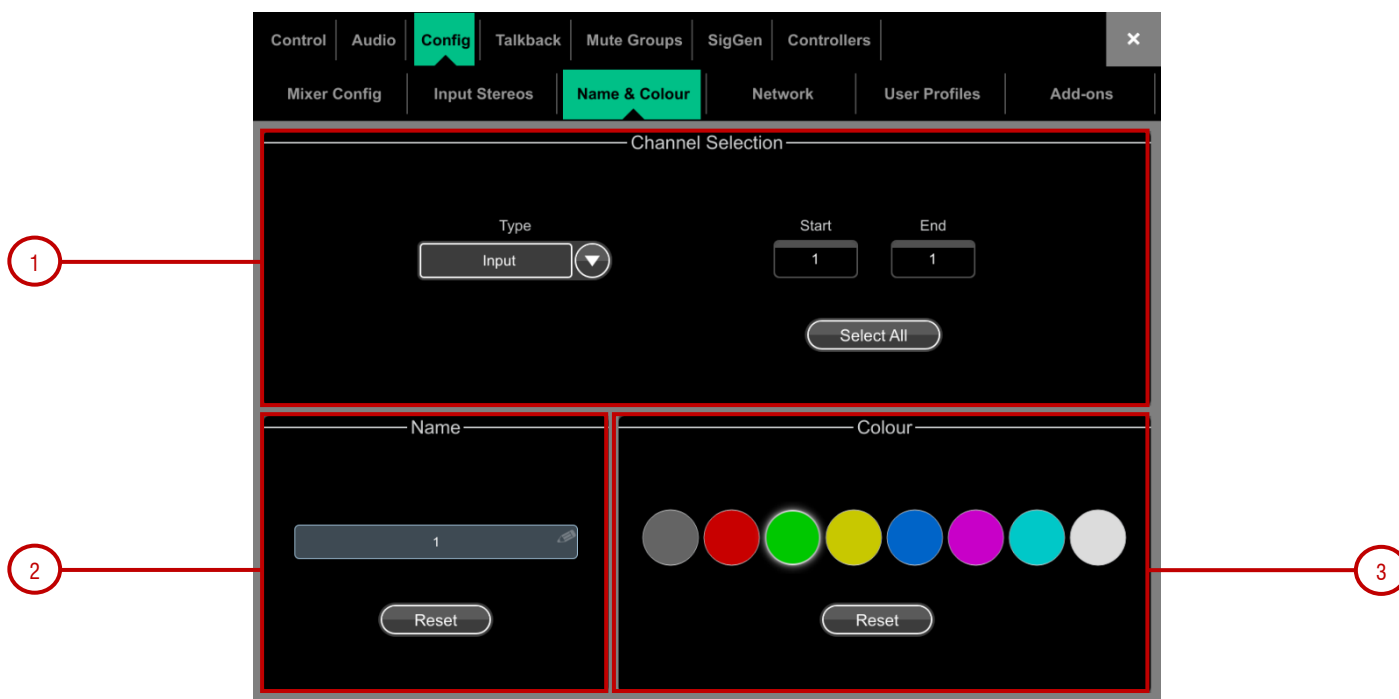 Control Audio Config Talkback Mute Groups SigGen Controllers ×
Mixer Config Input Stereos Name & Colour Network User Profiles Add-ons
Channel Selection
Type Start End
1 Input 1 1
Select All
Name Colour
1
2 3
Reset Reset